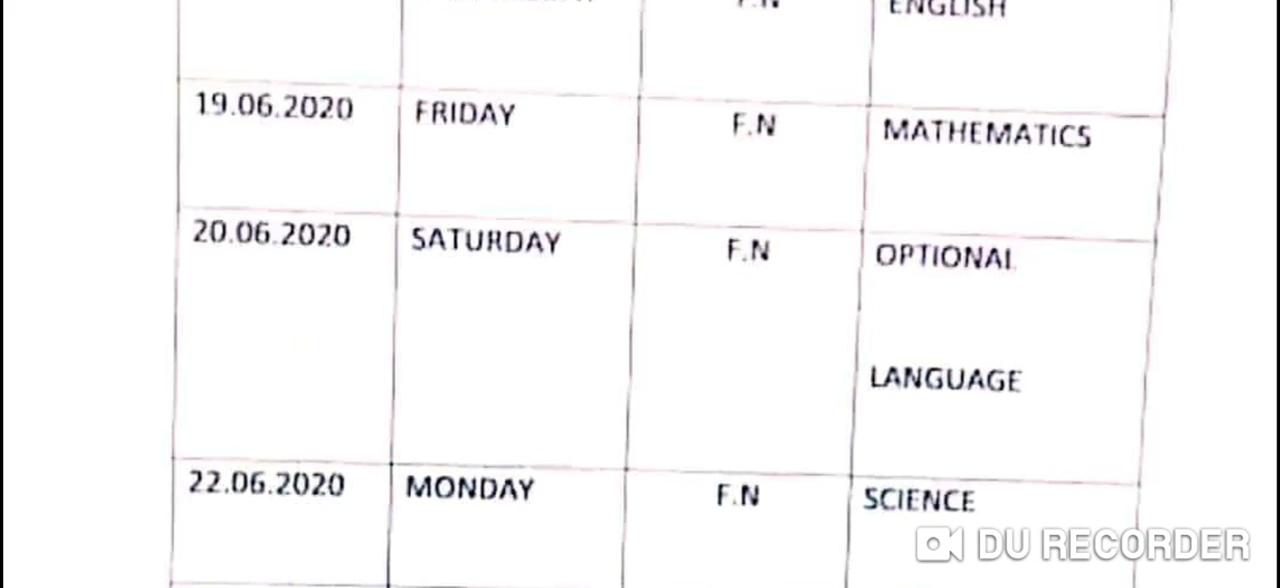 ENGLISH
19.06.2020 FRIDAY F.N MATHEMATICS
20.06.2020 SATURDAY F.N OPTIONAL
LANGUAGE
22.06.2020 MONDAY F.N SCIENCE
DU RECORDER